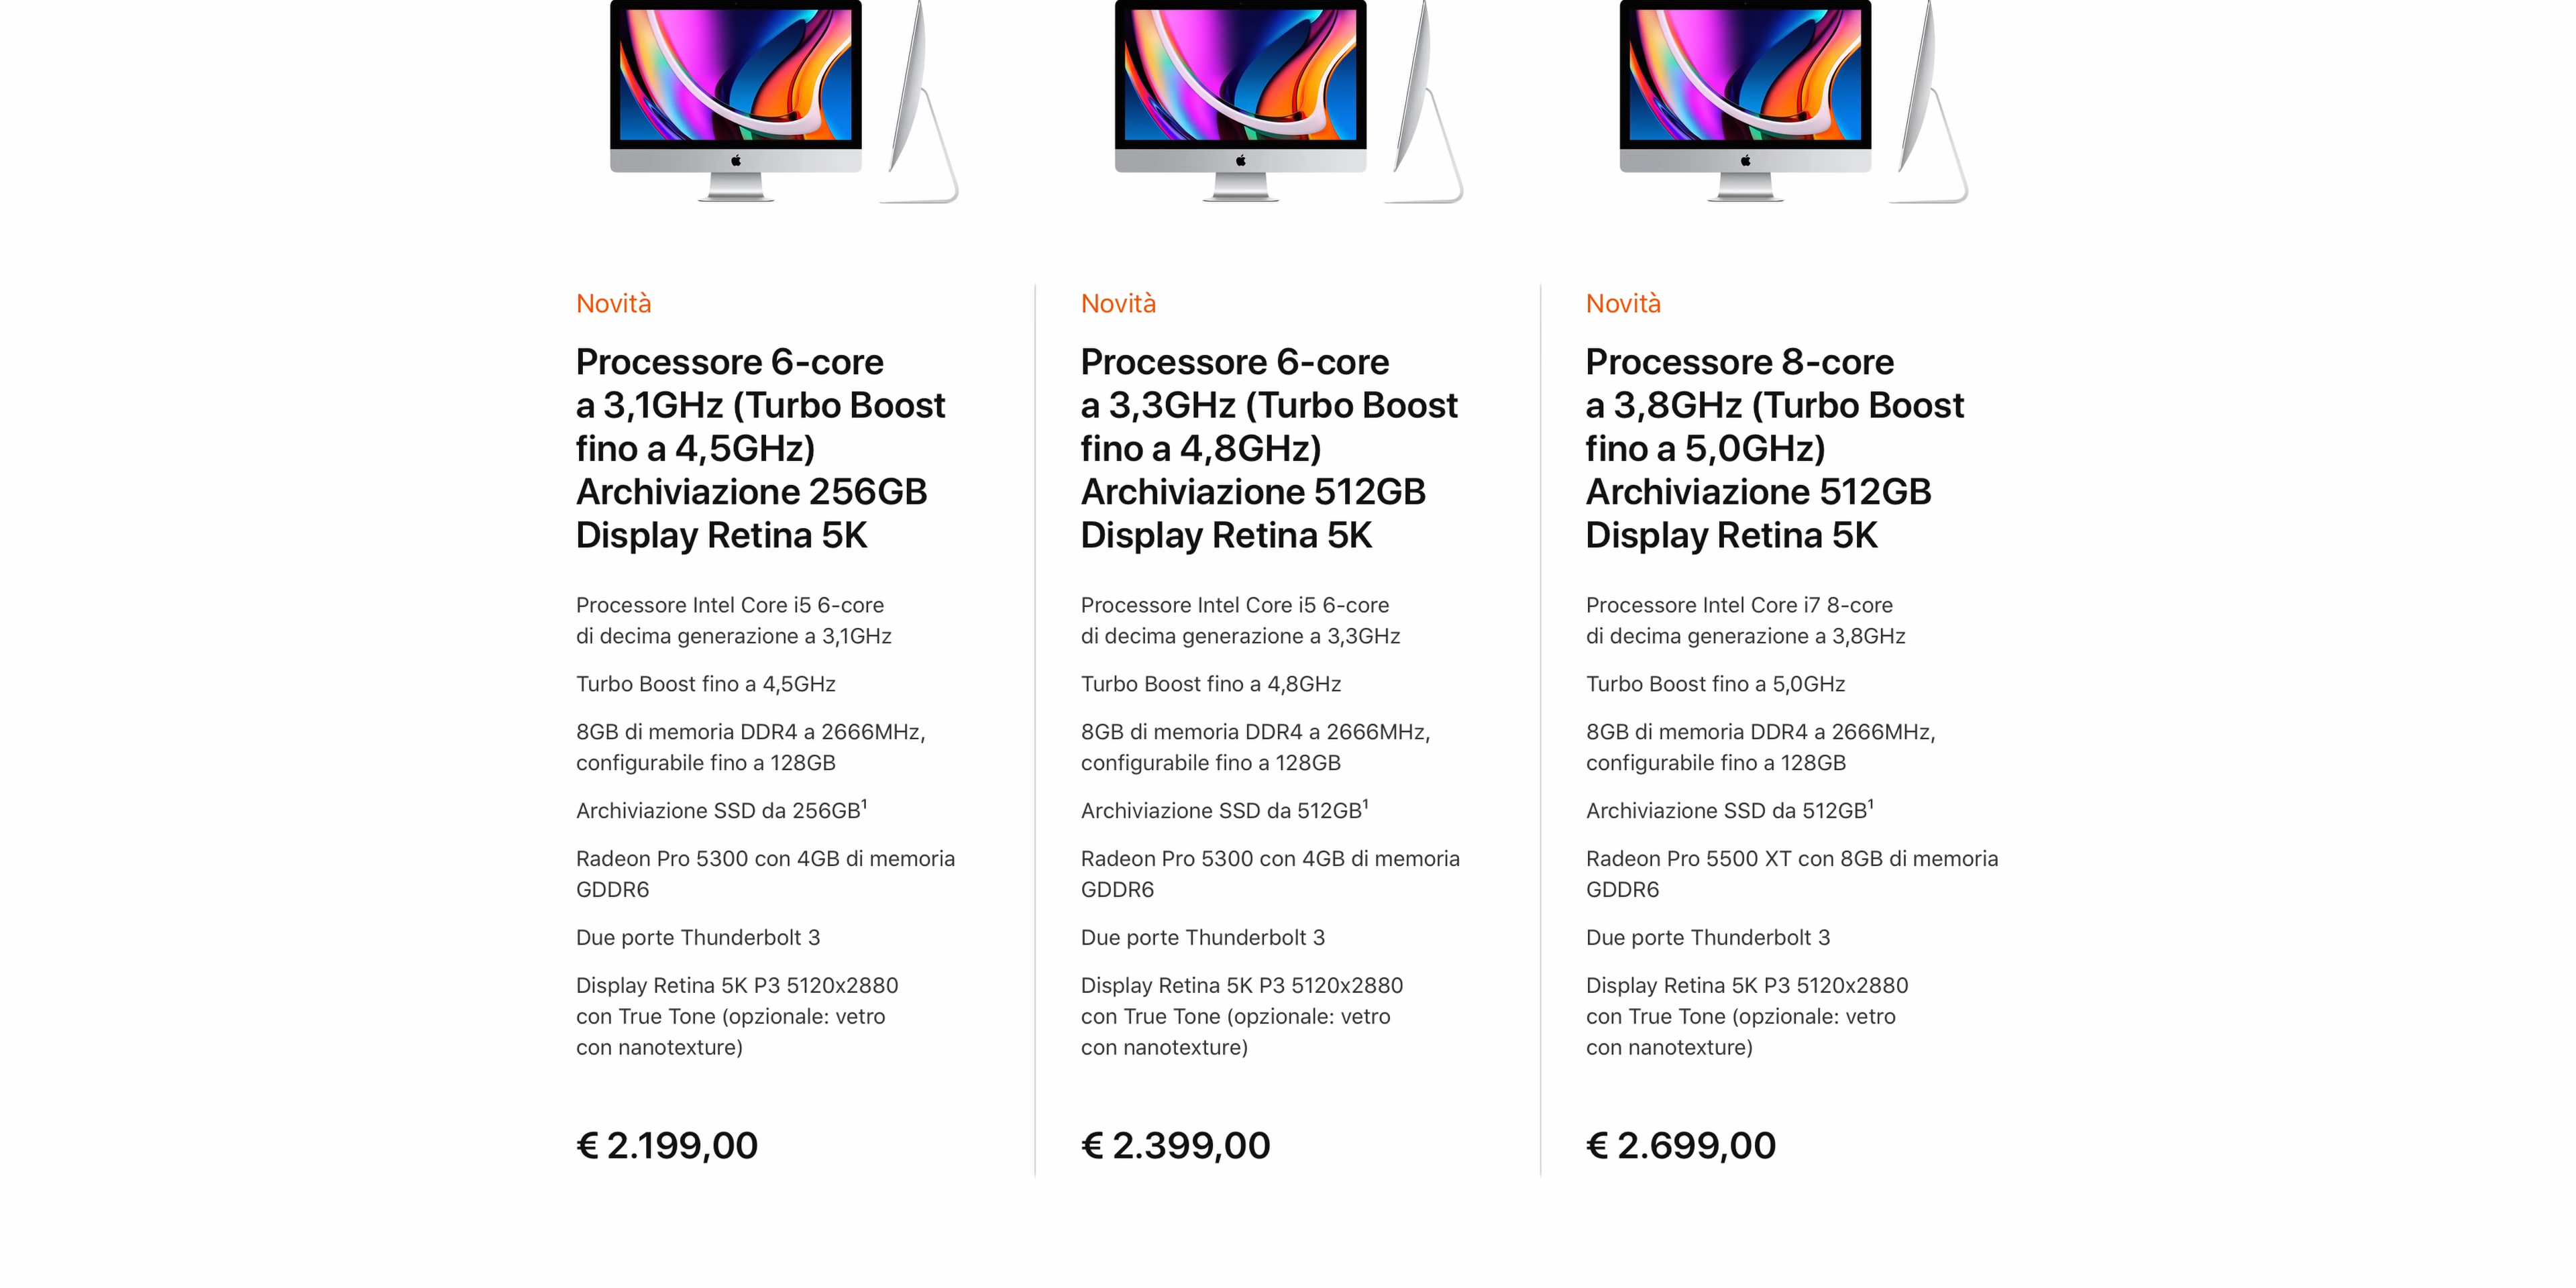 Novità
Processore 6-core
a 3,1GHz (Turbo Boost
fino a 4,5GHz)
Archiviazione 256GB
Display Retina 5K
Processore Intel Core i5 6-core
di decima generazione a 3,1GHz
Turbo Boost fino a 4,5GHz
8GB di memoria DDR4 a 2666MHz,
configurabile fino a 128GB
Archiviazione SSD da 256GB¹
Radeon Pro 5300 con 4GB di memoria
GDDR6
Due porte Thunderbolt 3
Display Retina 5K P3 5120x2880
con True Tone (opzionale: vetro
con nanotexture)
€ 2.199,00
Novità
Processore 6-core
a 3,3GHz (Turbo Boost
fino a 4,8GHz)
Archiviazione 512GB
Display Retina 5K
Processore Intel Core i5 6-core
di decima generazione a 3,3GHz
Turbo Boost fino a 4,8GHz
8GB di memoria DDR4 a 2666MHz,
configurabile fino a 128GB
Archiviazione SSD da 512GB¹
Radeon Pro 5300 con 4GB di memoria
GDDR6
Due porte Thunderbolt 3
Display Retina 5K P3 5120x2880
con True Tone (opzionale: vetro
con nanotexture)
€ 2.399,00
Novità
Processore 8-core
a 3,8GHz (Turbo Boost
fino a 5,0GHz)
Archiviazione 512GB
Display Retina 5K
Processore Intel Core i7 8-core
di decima generazione a 3,8GHz
Turbo Boost fino a 5,0GHz
8GB di memoria DDR4 a 2666MHz,
configurabile fino a 128GB
Archiviazione SSD da 512GB¹
Radeon Pro 5500 XT con 8GB di memoria
GDDR6
Due porte Thunderbolt 3
Display Retina 5K P3 5120x2880
con True Tone (opzionale: vetro
con nanotexture)
€ 2.699,00